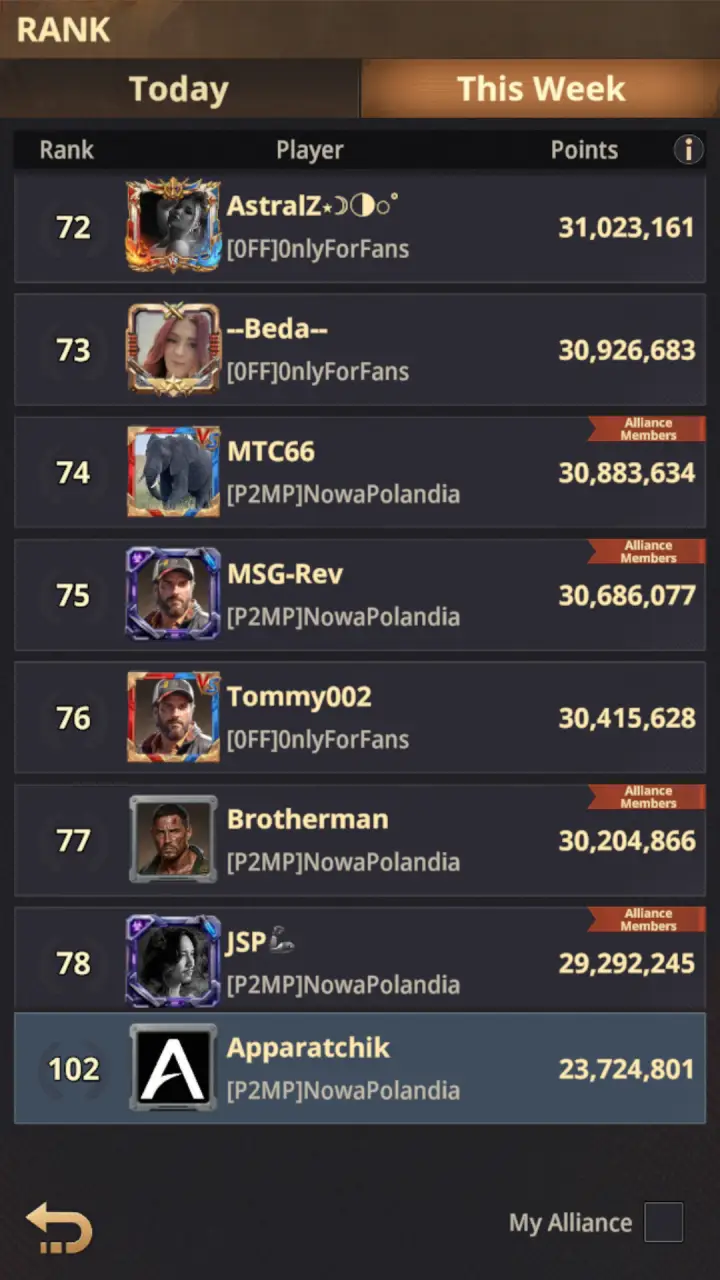 RANK
Today
This Week
Rank Player Points i
72 AstralZ⋆☽◑○° 31,023,161
[0FF]0nlyForFans
73 --Beda-- 30,926,683
[0FF]0nlyForFans
Alliance
Members
74 MTC66 30,883,634
[P2MP]NowaPolandia
Alliance
Members
75 MSG-Rev 30,686,077
[P2MP]NowaPolandia
76 Tommy002 30,415,628
[0FF]0nlyForFans
Alliance
Members
77 Brotherman 30,204,866
[P2MP]NowaPolandia
Alliance
Members
78 JSP🦾 29,292,245
[P2MP]NowaPolandia
102 Apparatchik 23,724,801
[P2MP]NowaPolandia
My Alliance